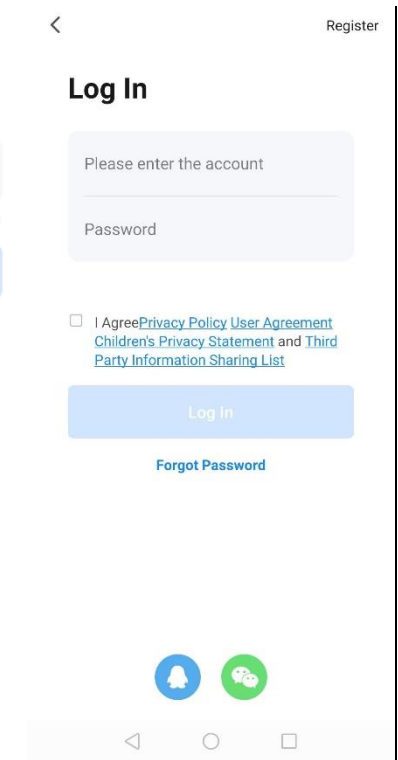 Register
Log In
Please enter the account
Password
I AgreePrivacy Policy User Agreement
Children's Privacy Statement and Third
Party Information Sharing List
Log In
Forgot Password